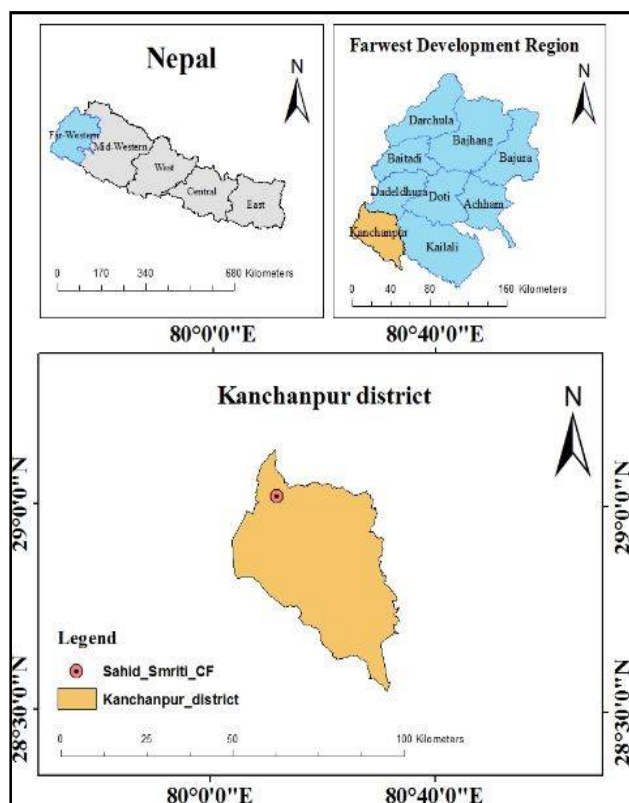 Nepal
N
Far-Western
Mid-Western
West
Central
East
0 170 340 680 Kilometers
Farwest Development Region
N
Darchula
Bajhang
Bajura
Baitadi
Dadeldhura
Doti
Achham
Kanchanpur
Kailali
0 40 80 160 Kilometers
80°0'0"E 80°40'0"E
Kanchanpur district
N
29°0'0"N 29°0'0"N
28°30'0"N 28°30'0"N
Legend
Sahid_Smriti_CF
Kanchanpur_district
0 25 50 100 Kilometers
80°0'0"E 80°40'0"E